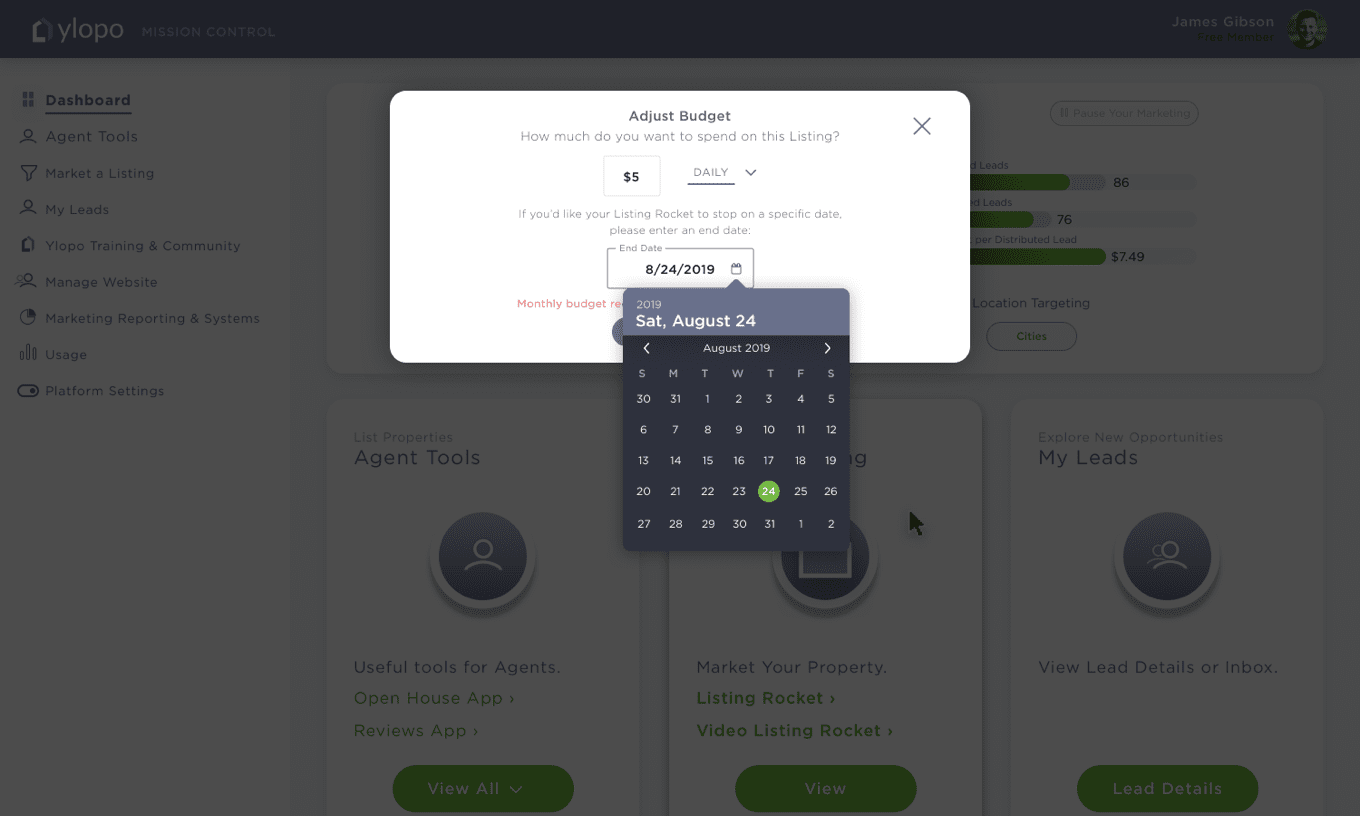 ylopo MISSION CONTROL
James Gibson
Free Member
Dashboard
Agent Tools
Market a Listing
My Leads
Ylopo Training & Community
Manage Website
Marketing Reporting & Systems
Usage
Platform Settings
Adjust Budget
How much do you want to spend on this Listing?
$5 DAILY
If you'd like your Listing Rocket to stop on a specific date,
please enter an end date:
End Date
8/24/2019
Monthly budget
2019
Sat, August 24
August 2019
S M T W T F S
30 31 1 2 3 4 5
6 7 8 9 10 11 12
13 14 15 16 17 18 19
20 21 22 23 24 25 26
27 28 29 30 31 1 2
Pause Your Marketing
Leads
86
Leads
76
per Distributed Lead
$7.49
Location Targeting
Cities
List Properties
Agent Tools
Useful tools for Agents.
Open House App ›
Reviews App ›
View All
Market Your Property.
Listing Rocket ›
Video Listing Rocket ›
View
Explore New Opportunities
My Leads
View Lead Details or Inbox.
Lead Details